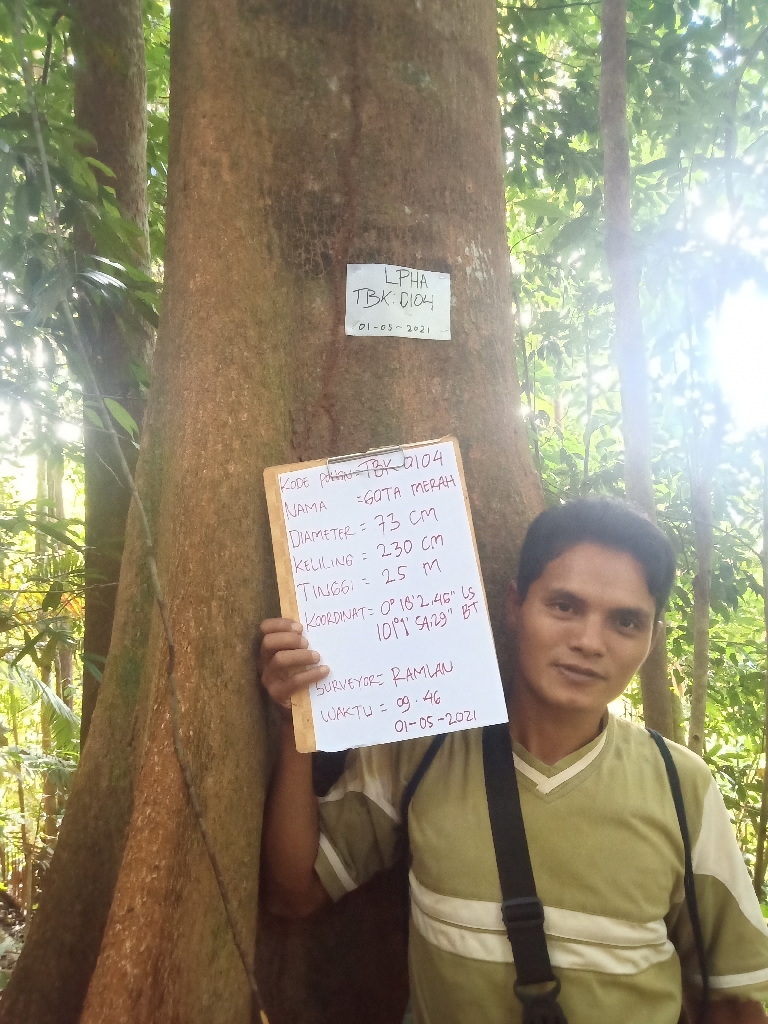 LPHA
TBK: 0104
01-05-2021
KODE POHON = TBK 0104
NAMA = GOTA MERAH
DIAMETER = 73 CM
KELILING = 230 CM
TINGGI = 25 M
KOORDINAT = 0° 18' 2.46" LS
101°1' 54.29" BT
SURVEYOR = RAMLAN
WAKTU = 09.46
01-05-2021